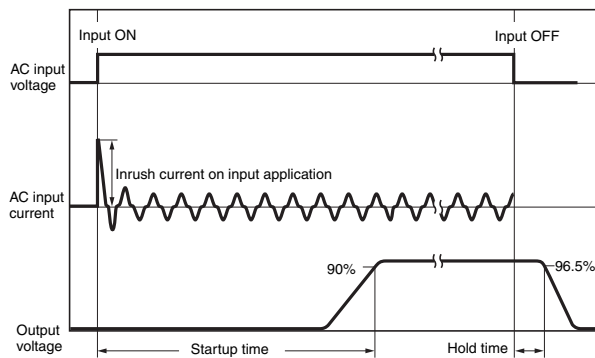 Input ON
Input OFF
AC input
voltage
Inrush current on input application
AC input
current
90%
96.5%
Output
voltage
Startup time
Hold time